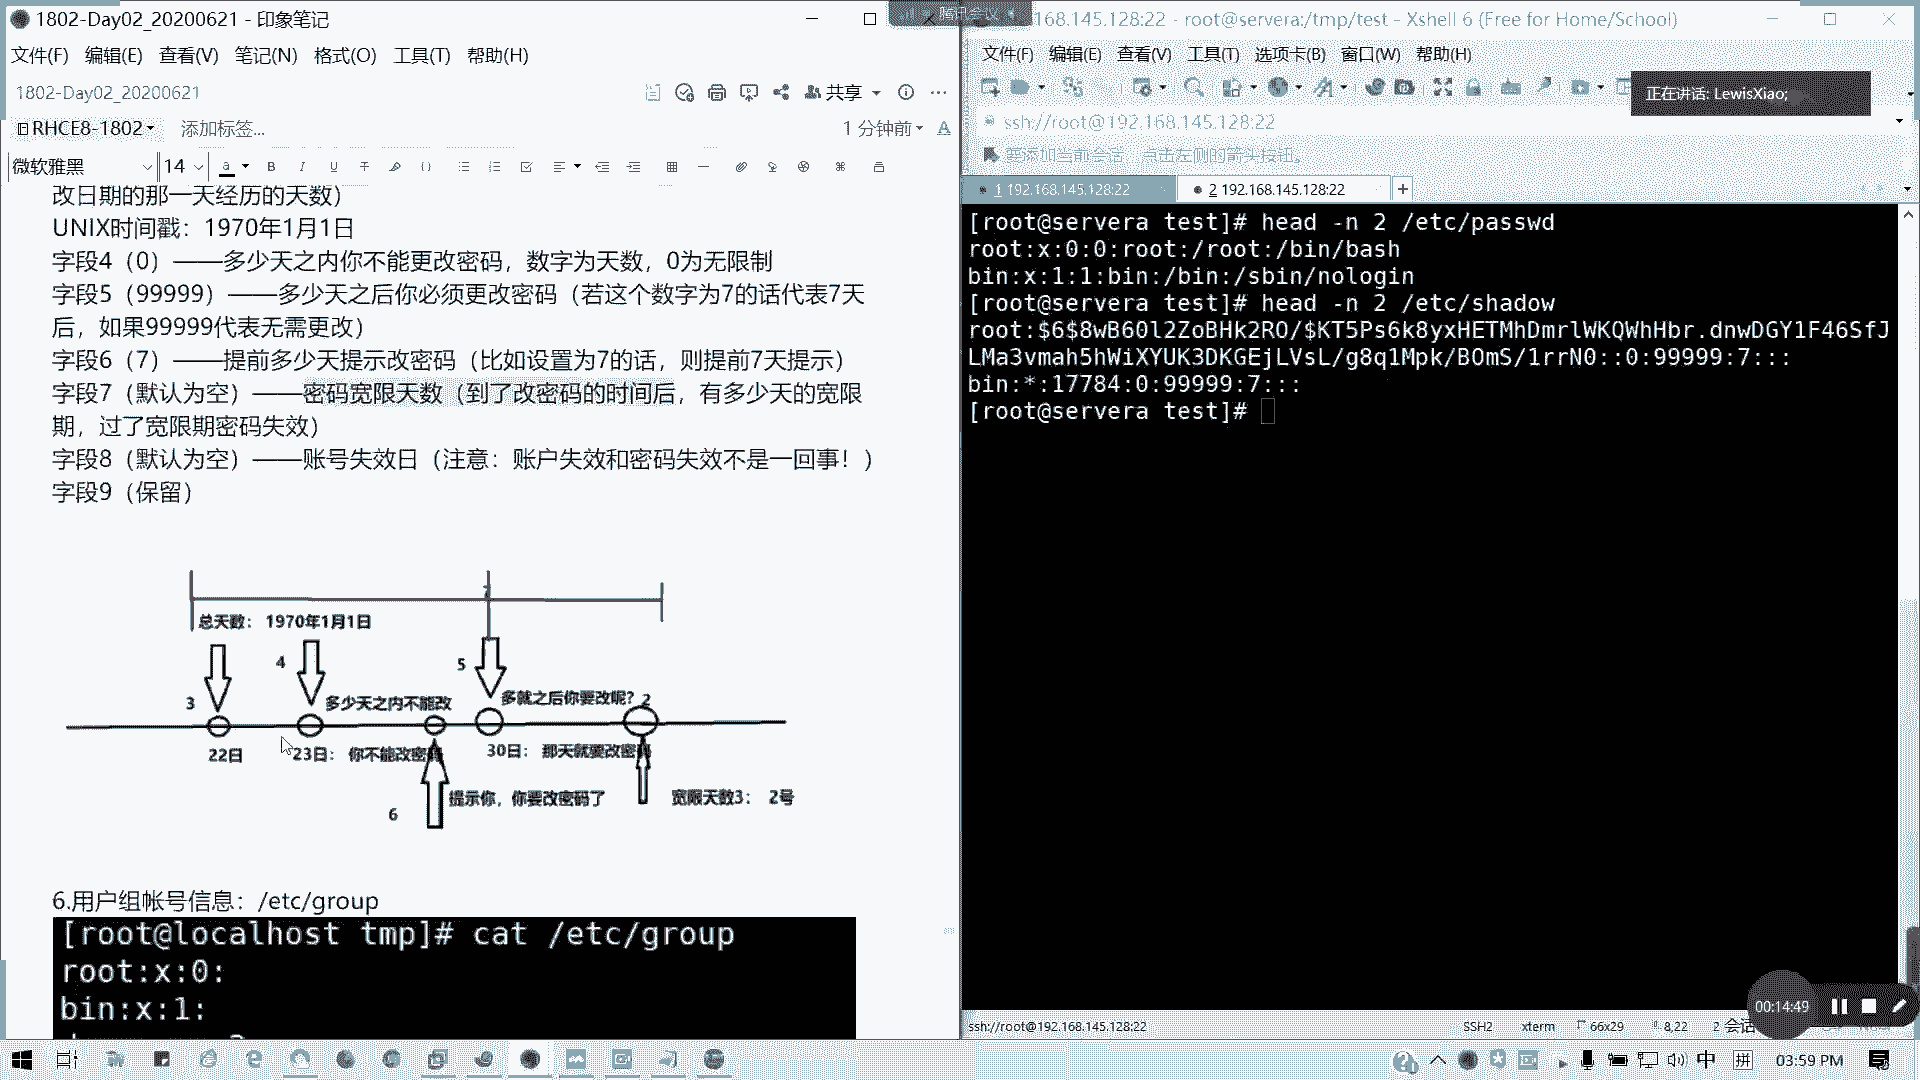 1802-Day02_20200621 - 印象笔记
文件(F) 编辑(E) 查看(V) 笔记(N) 格式(O) 工具(T) 帮助(H)
1802-Day02_20200621
共享
RHCE8-1802 添加标签...
1 分钟前
微软雅黑 14
改日期的那一天经历的天数）
UNIX时间戳：1970年1月1日
字段4（0）——多少天之内你不能更改密码，数字为天数，0为无限制
字段5（99999）——多少天之后你必须更改密码（若这个数字为7的话代表7天
后，如果99999代表无需更改）
字段6（7）——提前多少天提示改密码（比如设置为7的话，则提前7天提示）
字段7（默认为空）——密码宽限天数（到了改密码的时间后，有多少天的宽限
期，过了宽限期密码失效）
字段8（默认为空）——账号失效日（注意：账户失效和密码失效不是一回事！）
字段9（保留）
总天数： 1970年1月1日
4
5
3
多少天之内不能改
多就之后你要改呢？
2
22日
23日： 你不能改密码
30日： 那天就要改密码
6
提示你，你要改密码了
宽限天数3： 2号
6.用户组帐号信息：/etc/group
[root@localhost tmp]# cat /etc/group
root:x:0:
bin:x:1:
腾讯会议
168.145.128:22 - root@servera:/tmp/test - Xshell 6 (Free for Home/School)
文件(F) 编辑(E) 查看(V) 工具(T) 选项卡(B) 窗口(W) 帮助(H)
正在讲话: LewisXiao;
ssh://root@192.168.145.128:22
要添加当前会话，点击左侧的箭头按钮。
1 192.168.145.128:22
2 192.168.145.128:22
[root@servera test]# head -n 2 /etc/passwd
root:x:0:0:root:/root:/bin/bash
bin:x:1:1:bin:/bin:/sbin/nologin
[root@servera test]# head -n 2 /etc/shadow
root:$6$8wB60l2ZoBHk2RO/$KT5Ps6k8yxHETMhDmrlWKQWhHbr.dnwDGY1F46SfJ
LMa3vmah5hWiXYUK3DKGEjLVsL/g8q1Mpk/BOmS/1rrN0::0:99999:7:::
bin:*:17784:0:99999:7:::
[root@servera test]#
00:14:49
ssh://root@192.168.145.128:22
SSH2 xterm 66x29 8,22 2 会话
中 拼 03:59 PM